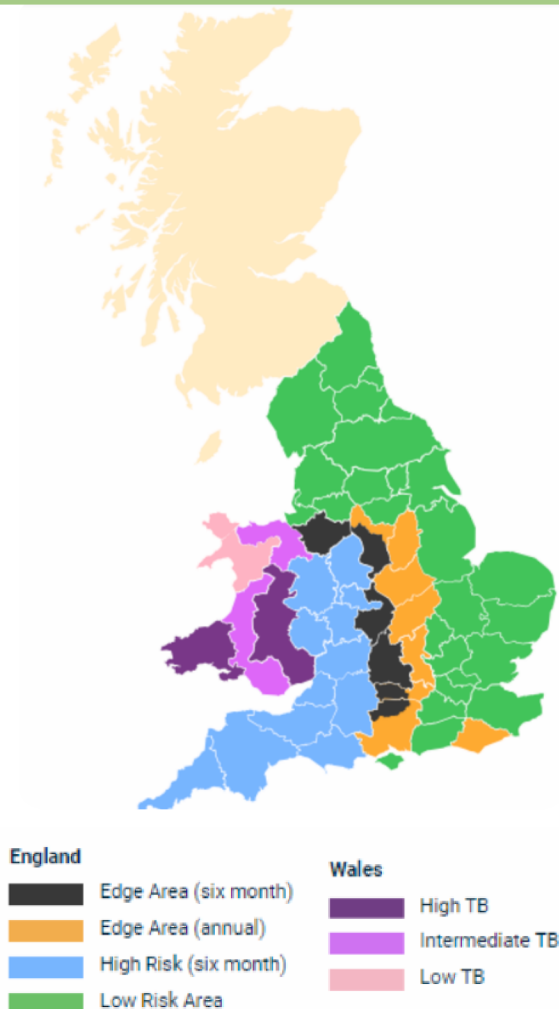 England
Edge Area (six month)
Edge Area (annual)
High Risk (six month)
Low Risk Area
Wales
High TB
Intermediate TB
Low TB